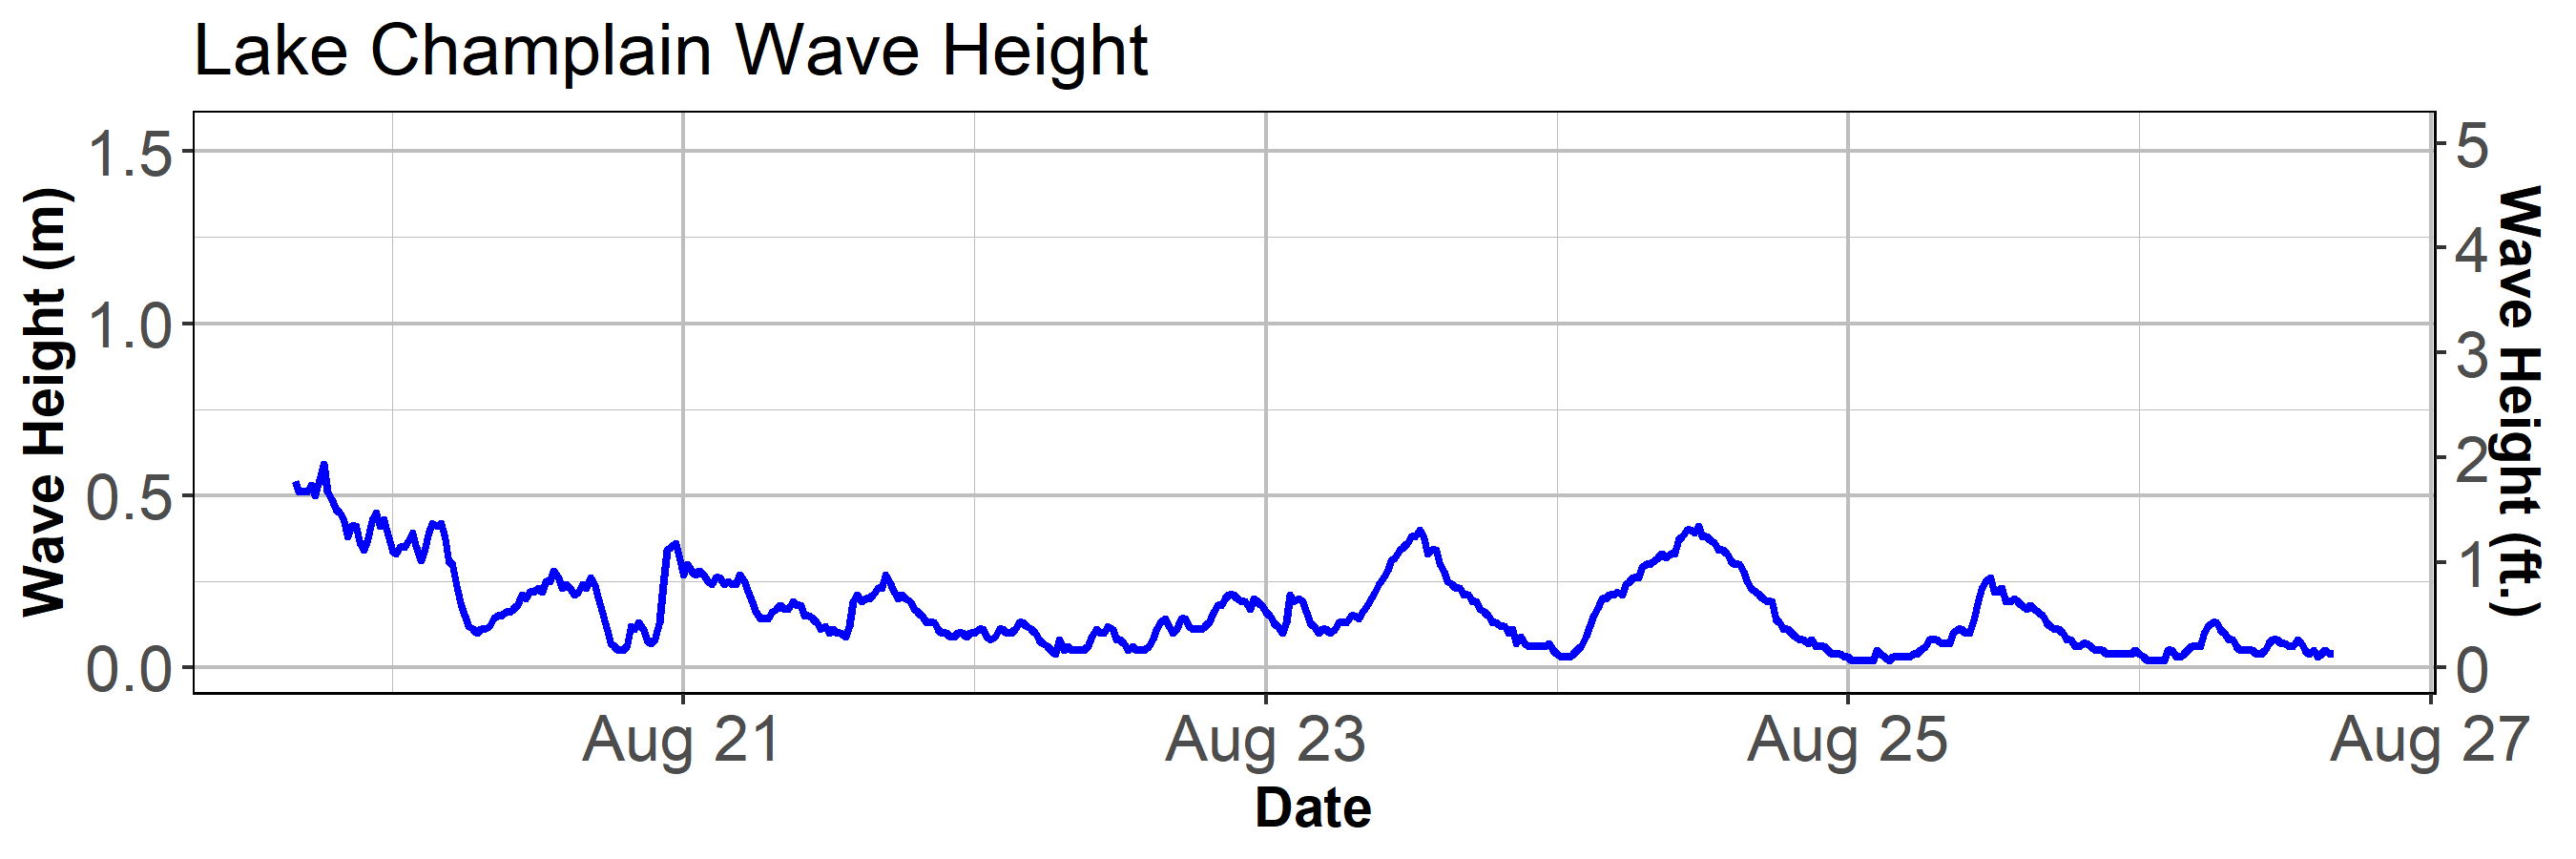 Lake Champlain Wave Height
Wave Height (m)
1.5
1.0
0.5
0.0
5
4
3
2
1
0
Wave Height (ft.)
Aug 21 Aug 23 Aug 25 Aug 27
Date